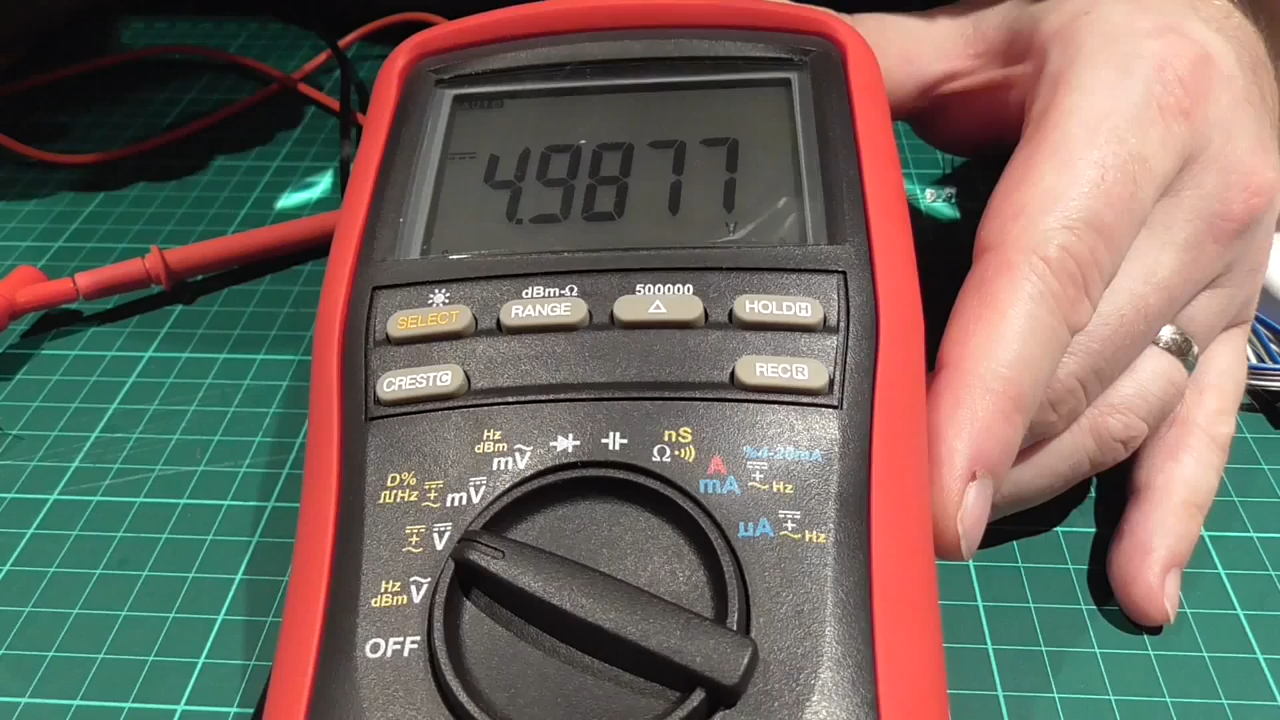 AUTO
4.9877
V
dBm-Ω 500000
SELECT RANGE △ HOLD H
CREST C REC R
Hz dBm mV nS Ω
D% Hz mV A mA %4-20mA Hz
V µA Hz
Hz dBm V
OFF